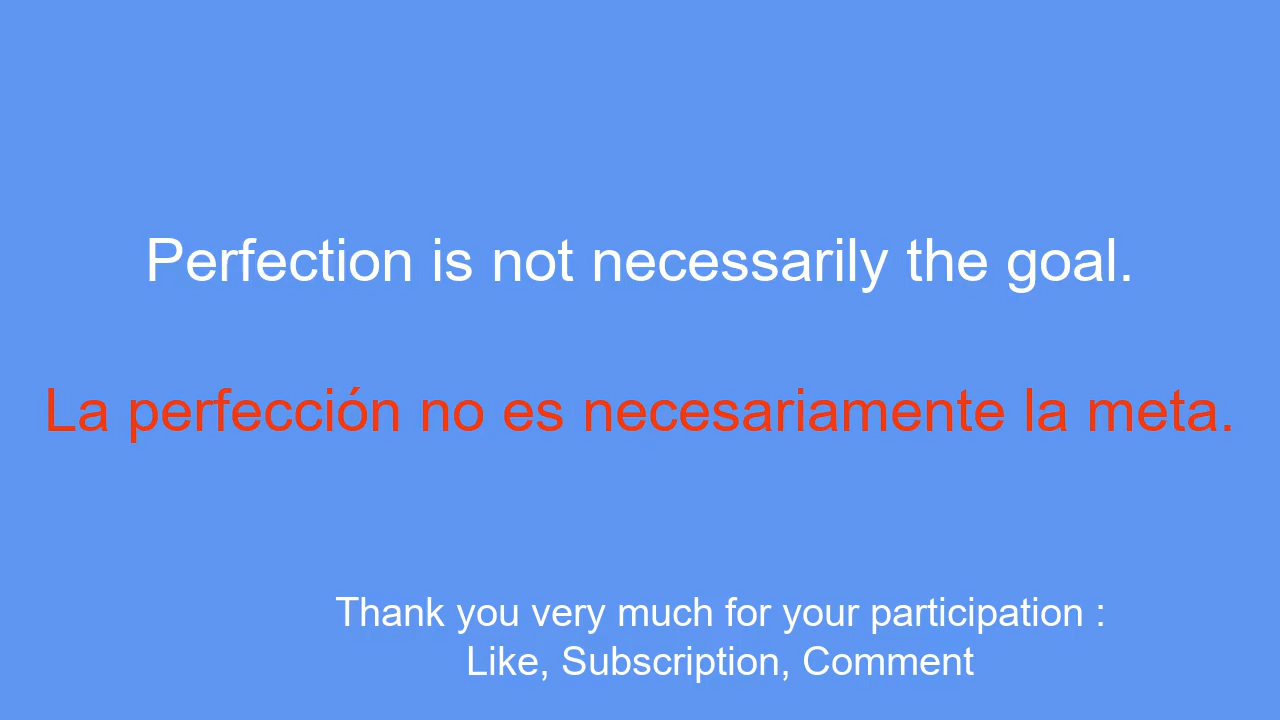 Perfection is not necessarily the goal.
La perfección no es necesariamente la meta.
Thank you very much for your participation :
Like, Subscription, Comment